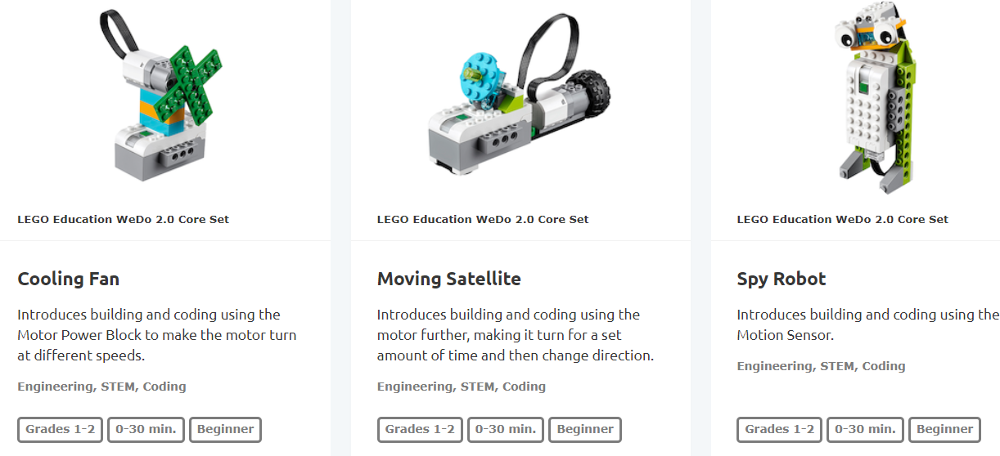 LEGO Education WeDo 2.0 Core Set
Cooling Fan
Introduces building and coding using the
Motor Power Block to make the motor turn
at different speeds.
Engineering, STEM, Coding
Grades 1-2
0-30 min.
Beginner
LEGO Education WeDo 2.0 Core Set
Moving Satellite
Introduces building and coding using the
motor further, making it turn for a set
amount of time and then change direction.
Engineering, STEM, Coding
Grades 1-2
0-30 min.
Beginner
LEGO Education WeDo 2.0 Core Set
Spy Robot
Introduces building and coding using the
Motion Sensor.
Engineering, STEM, Coding
Grades 1-2
0-30 min.
Beginner